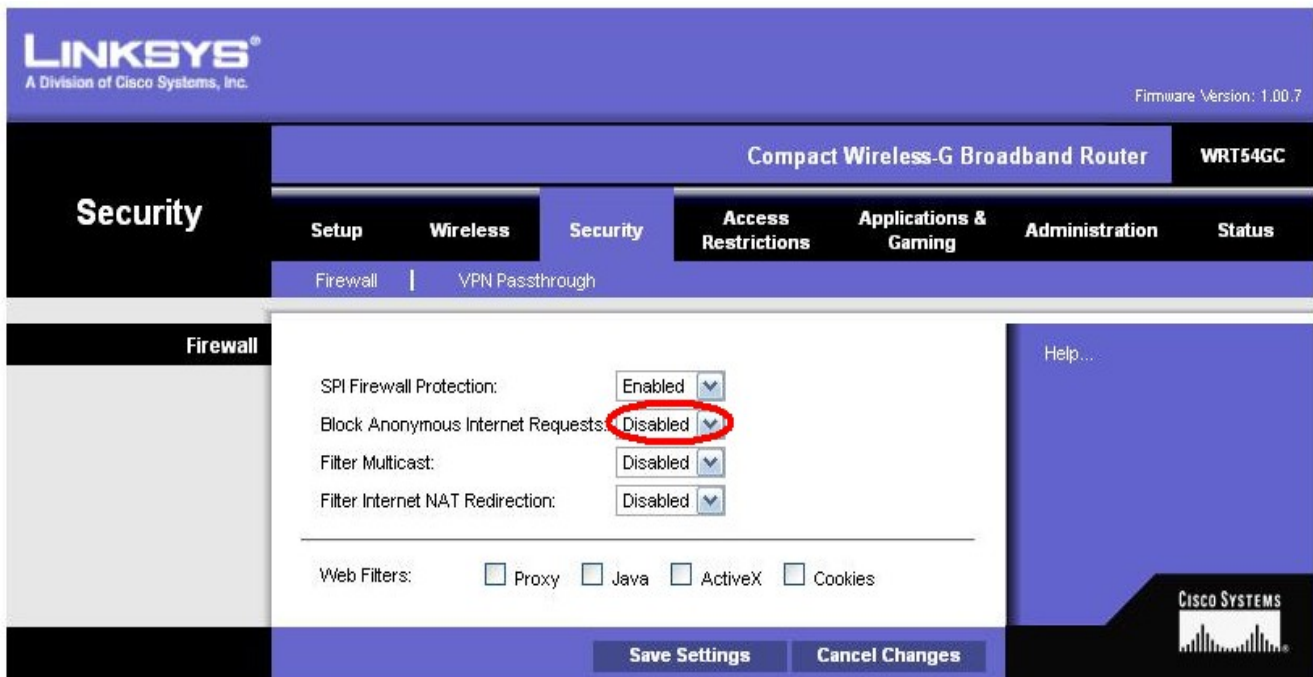 LINKSYS®
A Division of Cisco Systems, Inc.
Firmware Version: 1.00.7
Compact Wireless-G Broadband Router WRT54GC
Security
Setup Wireless Security Access Restrictions Applications & Gaming Administration Status
Firewall | VPN Passthrough
Firewall
Help...
SPI Firewall Protection: Enabled
Block Anonymous Internet Requests: Disabled
Filter Multicast: Disabled
Filter Internet NAT Redirection: Disabled
Web Filters: Proxy Java ActiveX Cookies
CISCO SYSTEMS
Save Settings Cancel Changes